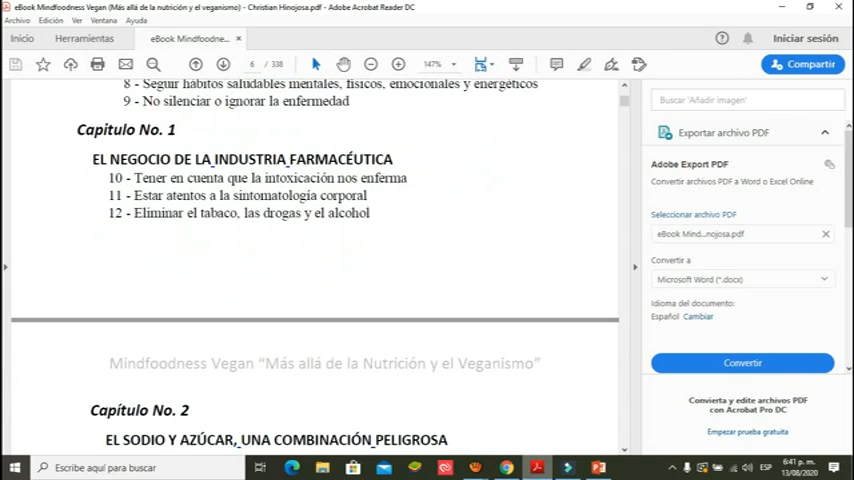 eBook Mindfoodness Vegan (Más allá de la nutrición y el veganismo) - Christian Hinojosa.pdf - Adobe Acrobat Reader DC
Archivo Edición Ver Ventana Ayuda
Inicio Herramientas eBook Mindfoodne... × Iniciar sesión
6 / 338 147% Compartir
8 - Seguir hábitos saludables mentales, físicos, emocionales y energéticos
9 - No silenciar o ignorar la enfermedad
Capitulo No. 1
EL NEGOCIO DE LA INDUSTRIA FARMACÉUTICA
10 - Tener en cuenta que la intoxicación nos enferma
11 - Estar atentos a la sintomatología corporal
12 - Eliminar el tabaco, las drogas y el alcohol
Mindfoodness Vegan “Más allá de la Nutrición y el Veganismo”
Capítulo No. 2
EL SODIO Y AZÚCAR, UNA COMBINACIÓN PELIGROSA
Buscar 'Añadir imagen'
Exportar archivo PDF
Adobe Export PDF
Convertir archivos PDF a Word o Excel Online
Seleccionar archivo PDF
eBook Mind...nojosa.pdf
Convertir a
Microsoft Word (*.docx)
Idioma del documento:
Español Cambiar
Convertir
Convierta y edite archivos PDF
con Acrobat Pro DC
Empezar prueba gratuita
Escribe aquí para buscar
ESP
6:41 p. m.
13/08/2020